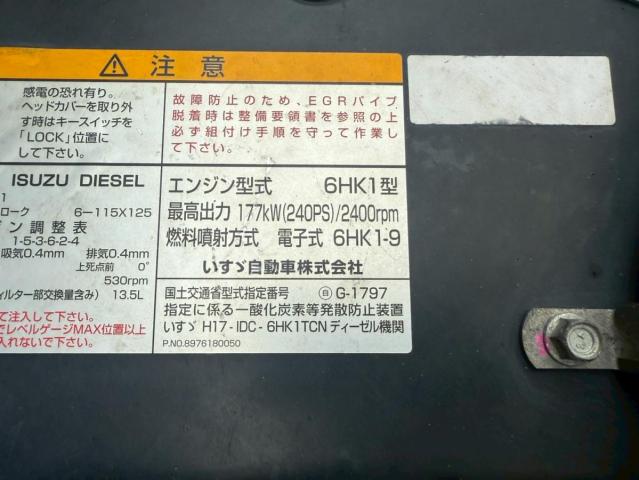 ⚠ 注意
感電の恐れ有り。
ヘッドカバーを取り外
す時はキースイッチを
「LOCK」位置に
して下さい。
故障防止のため、EGRパイプ
脱着時は整備要領書を参照の上
必ず組付け手順を守って作業し
て下さい。
ISUZU DIESEL
1
ローク 6-115X125
ン調整表
1-5-3-6-2-4
吸気0.4mm 排気0.4mm
上死点前 0°
530rpm
ィルター部交換量含み) 13.5L
て注入して下さい。
でレベルゲージMAX位置以上
入れないで下さい。
エンジン型式 6HK1型
最高出力 177kW(240PS)/2400rpm
燃料噴射方式 電子式 6HK1-9
いすゞ自動車株式会社
国土交通省型式指定番号 自 G-1797
指定に係る一酸化炭素等発散防止装置
いすゞ H17-IDC-6HK1TCN ディーゼル機関
P.NO.8976180050